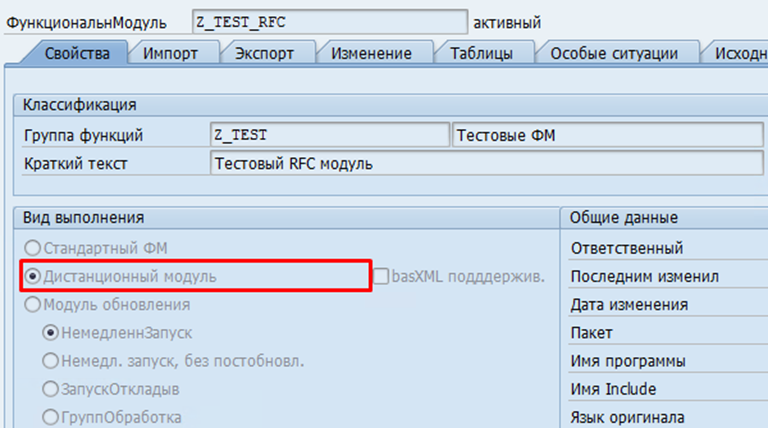 ФункциональнМодуль Z_TEST_RFC активный
Свойства Импорт Экспорт Изменение Таблицы Особые ситуации Исходн
Классификация
Группа функций Z_TEST Тестовые ФМ
Краткий текст Тестовый RFC модуль
Вид выполнения Общие данные
Стандартный ФМ Ответственный
Дистанционный модуль basXML подддержив. Последним изменил
Модуль обновления Дата изменения
НемедленнЗапуск Пакет
Немедл. запуск, без постобновл. Имя программы
ЗапускОткладыв Имя Include
ГруппОбработка Язык оригинала